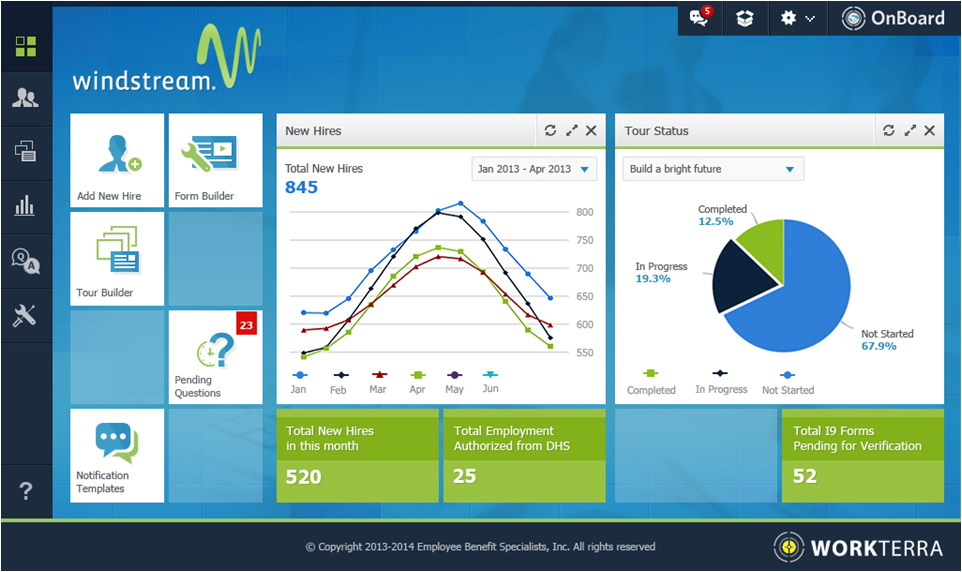 5
OnBoard
windstream.
Add New Hire
Form Builder
Tour Builder
23
Pending
Questions
Notification
Templates
New Hires
Total New Hires
845
Jan 2013 - Apr 2013
800
750
700
650
600
550
Jan
Feb
Mar
Apr
May
Jun
Tour Status
Build a bright future
Completed
12.5%
In Progress
19.3%
Not Started
67.9%
Completed
In Progress
Not Started
Total New Hires
in this month
520
Total Employment
Authorized from DHS
25
Total I9 Forms
Pending for Verification
52
Q
A
?
© Copyright 2013-2014 Employee Benefit Specialists, Inc. All rights reserved
WORKTERRA